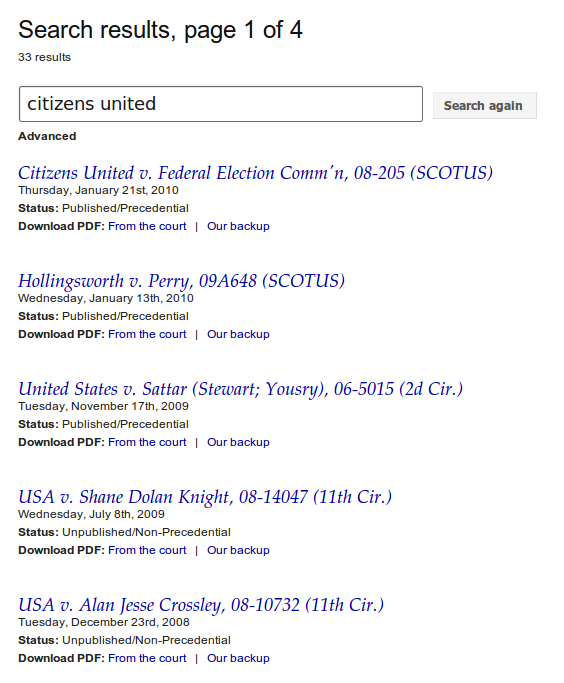 Search results, page 1 of 4
33 results
citizens united
Search again
Advanced
Citizens United v. Federal Election Comm'n, 08-205 (SCOTUS)
Thursday, January 21st, 2010
Status: Published/Precedential
Download PDF: From the court | Our backup
Hollingsworth v. Perry, 09A648 (SCOTUS)
Wednesday, January 13th, 2010
Status: Published/Precedential
Download PDF: From the court | Our backup
United States v. Sattar (Stewart; Yousry), 06-5015 (2d Cir.)
Tuesday, November 17th, 2009
Status: Published/Precedential
Download PDF: From the court | Our backup
USA v. Shane Dolan Knight, 08-14047 (11th Cir.)
Wednesday, July 8th, 2009
Status: Unpublished/Non-Precedential
Download PDF: From the court | Our backup
USA v. Alan Jesse Crossley, 08-10732 (11th Cir.)
Tuesday, December 23rd, 2008
Status: Unpublished/Non-Precedential
Download PDF: From the court | Our backup